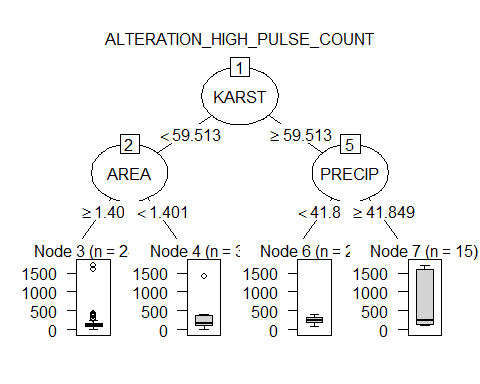 ALTERATION_HIGH_PULSE_COUNT
1
KARST
< 59.513 ≥ 59.513
2 5
AREA PRECIP
≥ 1.40 < 1.401 < 41.8 ≥ 41.849
Node 3 (n = 2 Node 4 (n = 3 Node 6 (n = 2 Node 7 (n = 15)
1500 1500 1500 1500
1000 1000 1000 1000
500 500 500 500
0 0 0 0